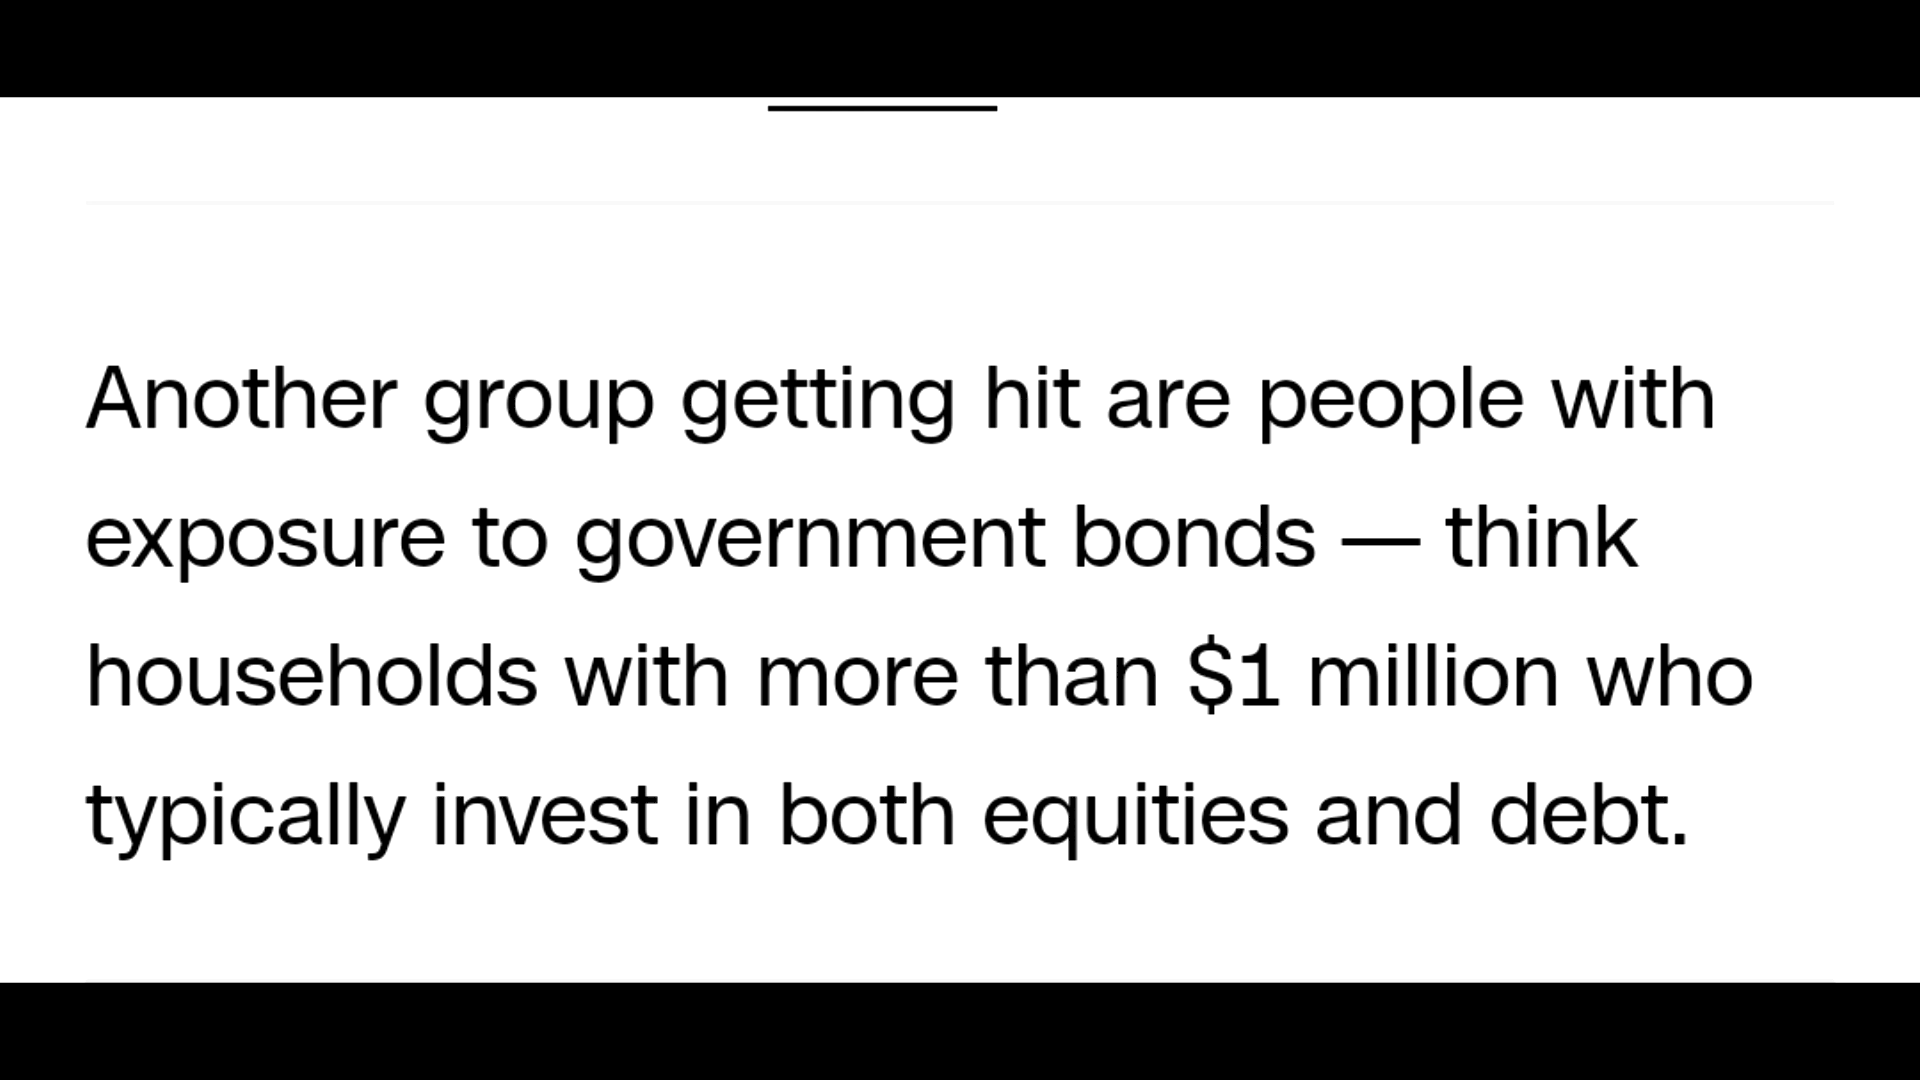 Another group getting hit are people with
exposure to government bonds — think
households with more than $1 million who
typically invest in both equities and debt.